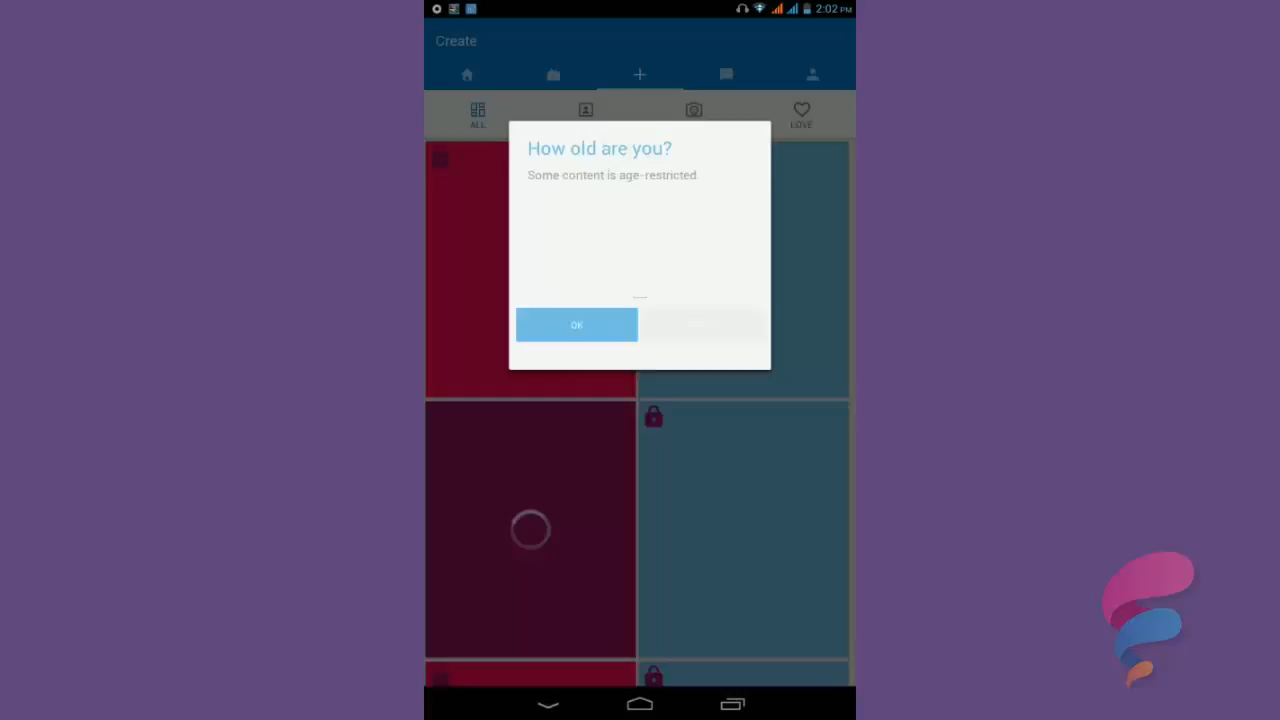 2:02 PM
Create
ALL
LOVE
How old are you?
Some content is age-restricted.
OK